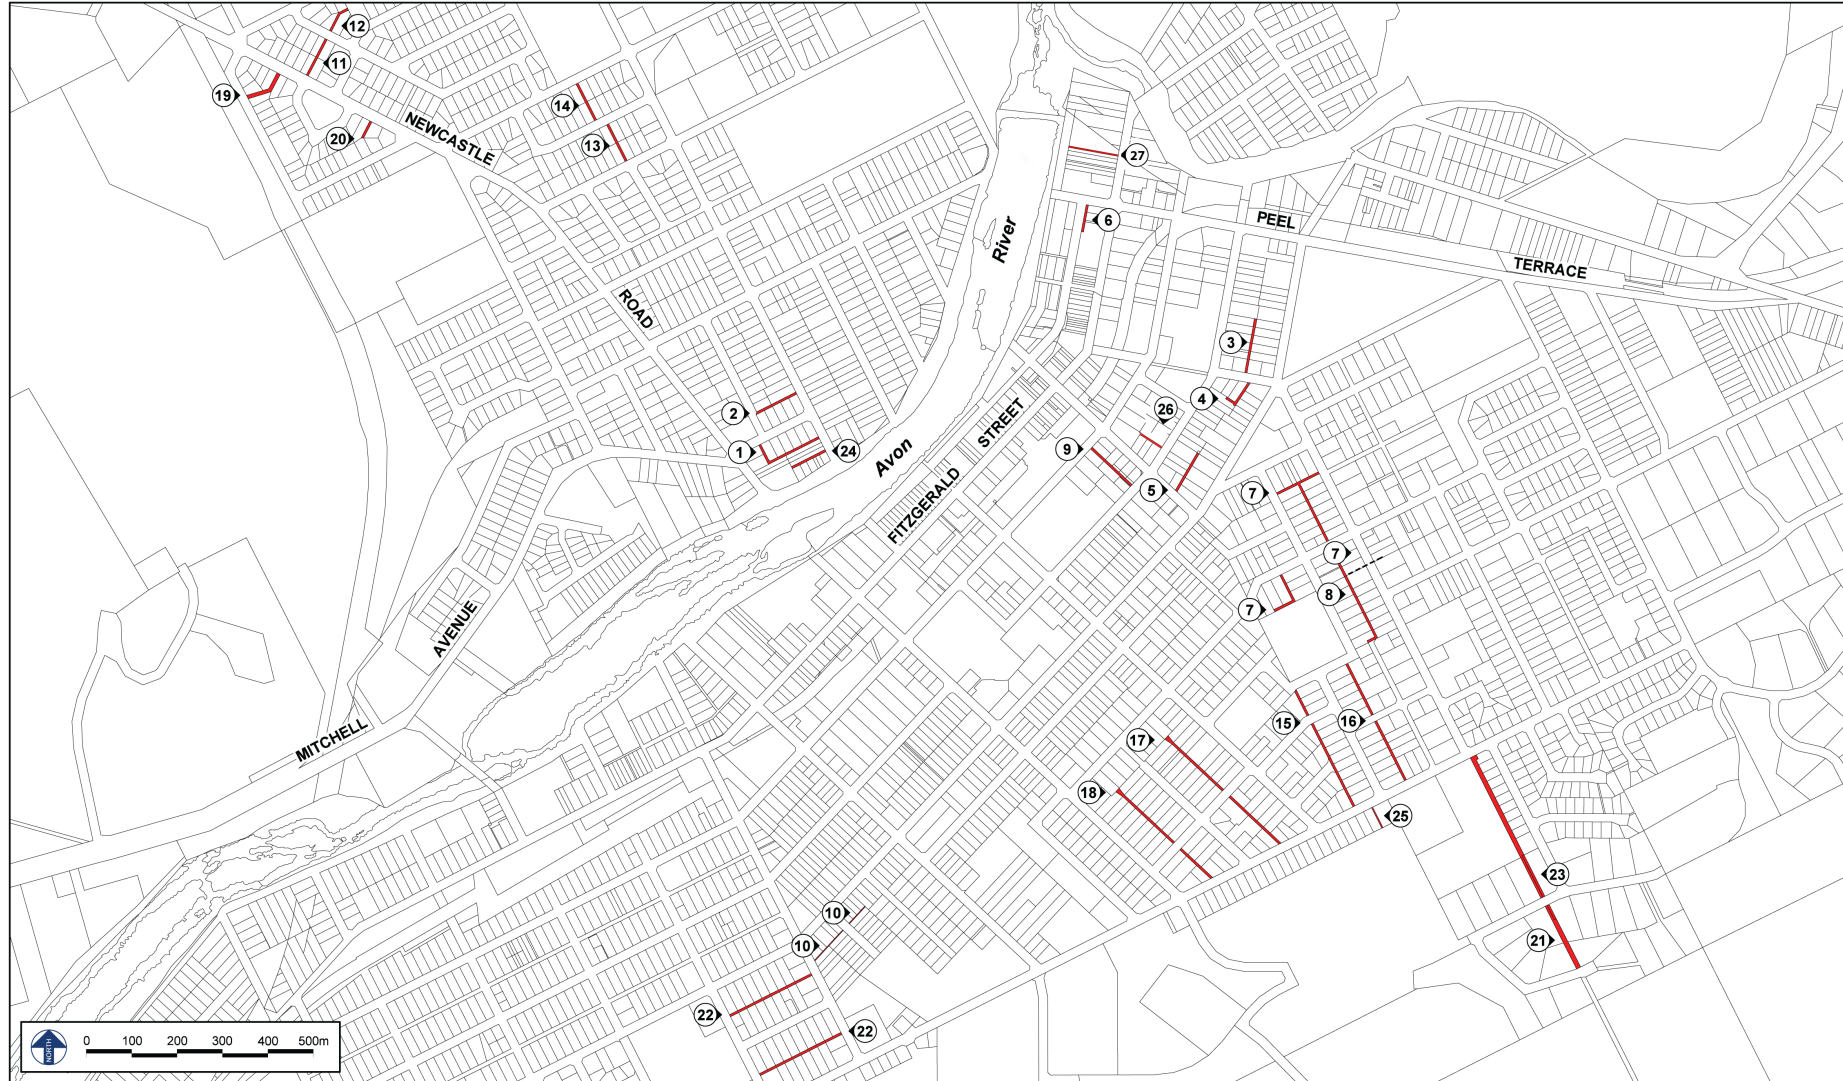 12
11
19
14
NEWCASTLE
20
13
27
6
PEEL
River
TERRACE
ROAD
3
4
2
26
STREET
1
24
Avon
9
5
7
FITZGERALD
7
8
7
AVENUE
15
16
MITCHELL
17
18
25
23
10
21
10
22
22
NORTH
0 100 200 300 400 500m